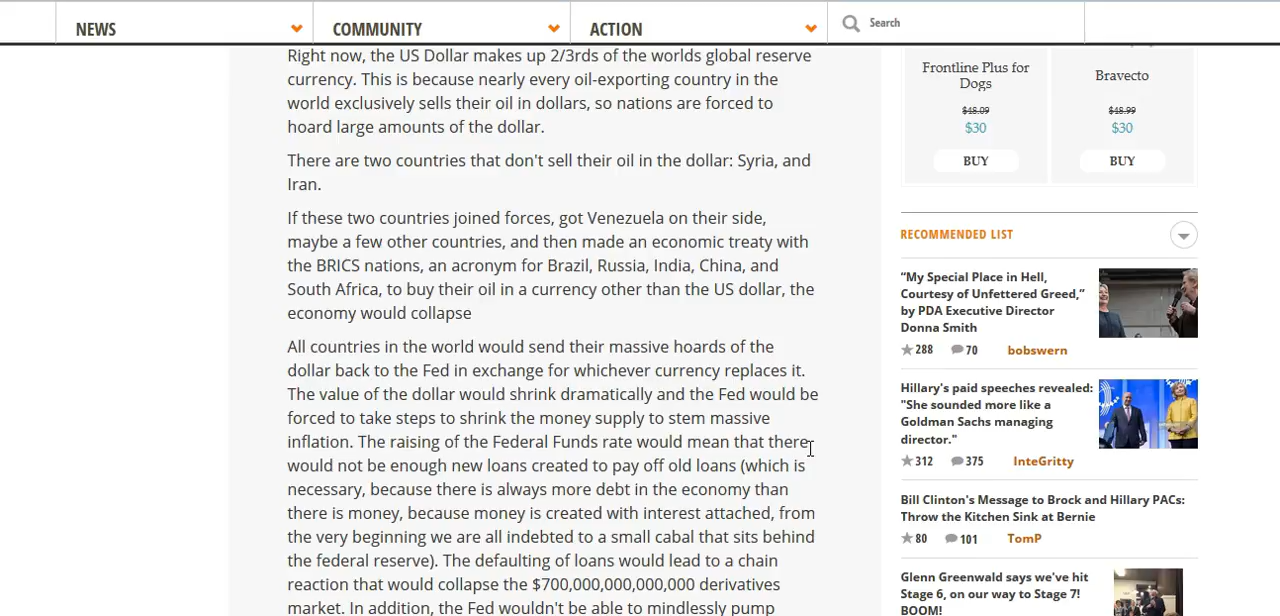 NEWS
COMMUNITY
ACTION
Search
Right now, the US Dollar makes up 2/3rds of the worlds global reserve
currency. This is because nearly every oil-exporting country in the
world exclusively sells their oil in dollars, so nations are forced to
hoard large amounts of the dollar.
There are two countries that don't sell their oil in the dollar: Syria, and
Iran.
If these two countries joined forces, got Venezuela on their side,
maybe a few other countries, and then made an economic treaty with
the BRICS nations, an acronym for Brazil, Russia, India, China, and
South Africa, to buy their oil in a currency other than the US dollar, the
economy would collapse
All countries in the world would send their massive hoards of the
dollar back to the Fed in exchange for whichever currency replaces it.
The value of the dollar would shrink dramatically and the Fed would be
forced to take steps to shrink the money supply to stem massive
inflation. The raising of the Federal Funds rate would mean that there
would not be enough new loans created to pay off old loans (which is
necessary, because there is always more debt in the economy than
there is money, because money is created with interest attached, from
the very beginning we are all indebted to a small cabal that sits behind
the federal reserve). The defaulting of loans would lead to a chain
reaction that would collapse the $700,000,000,000,000 derivatives
market. In addition, the Fed wouldn't be able to mindlessly pump
Frontline Plus for
Dogs
$48.09
$30
BUY
Bravecto
$48.99
$30
BUY
RECOMMENDED LIST
“My Special Place in Hell,
Courtesy of Unfettered Greed,”
by PDA Executive Director
Donna Smith
288 70 bobswern
Hillary's paid speeches revealed:
"She sounded more like a
Goldman Sachs managing
director."
312 375 InteGritty
Bill Clinton's Message to Brock and Hillary PACs:
Throw the Kitchen Sink at Bernie
80 101 TomP
Glenn Greenwald says we've hit
Stage 6, on our way to Stage 7!
BOOM!